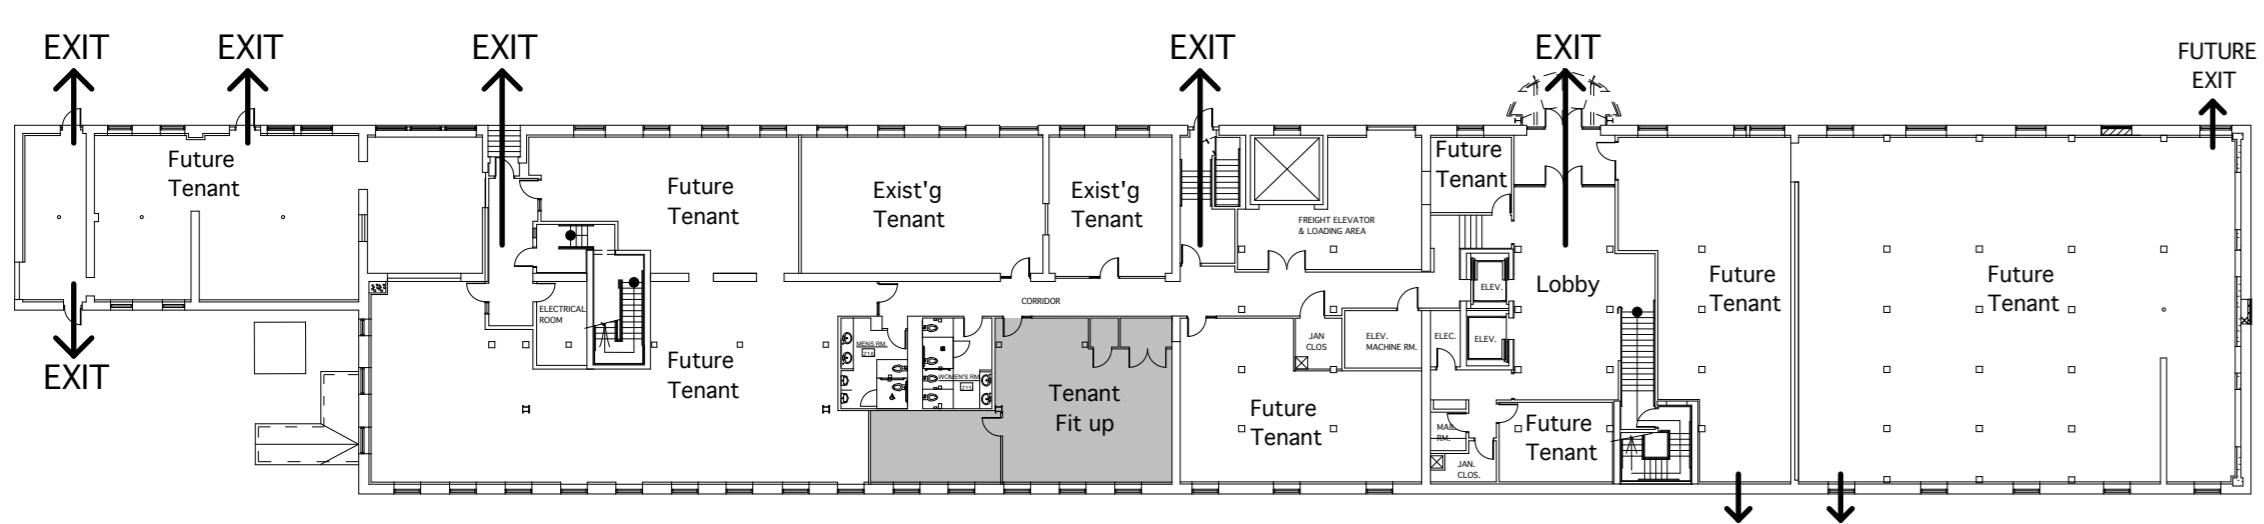 EXIT
EXIT
EXIT
EXIT
EXIT
FUTURE
EXIT
Future
Tenant
Future
Tenant
Exist'g
Tenant
Exist'g
Tenant
FREIGHT ELEVATOR
& LOADING AREA
Future
Tenant
Lobby
Future
Tenant
Future
Tenant
ELEV.
CORRIDOR
ELECTRICAL
ROOM
EXIT
Future
Tenant
MENS RM.
WOMEN'S RM
Tenant
Fit up
JAN
CLOS
ELEV.
MACHINE RM.
ELEC.
ELEV.
Future
Tenant
MAIL
RM.
JAN.
CLOS.
Future
Tenant